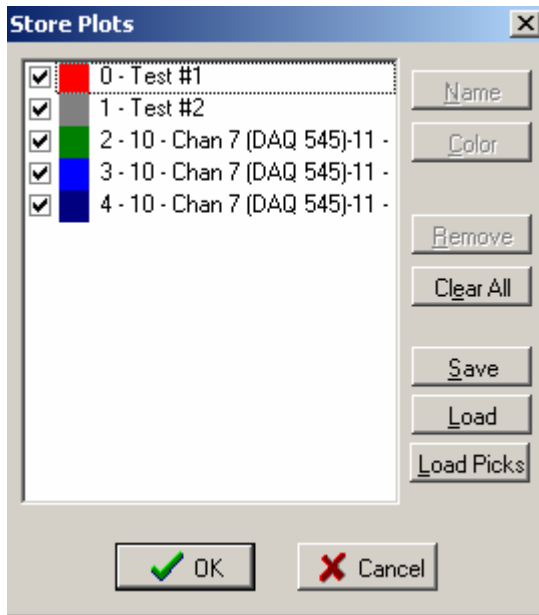 Store Plots
0 - Test #1
1 - Test #2
2 - 10 - Chan 7 (DAQ 545)-11 -
3 - 10 - Chan 7 (DAQ 545)-11 -
4 - 10 - Chan 7 (DAQ 545)-11 -
Name
Color
Remove
Clear All
Save
Load
Load Picks
OK
Cancel